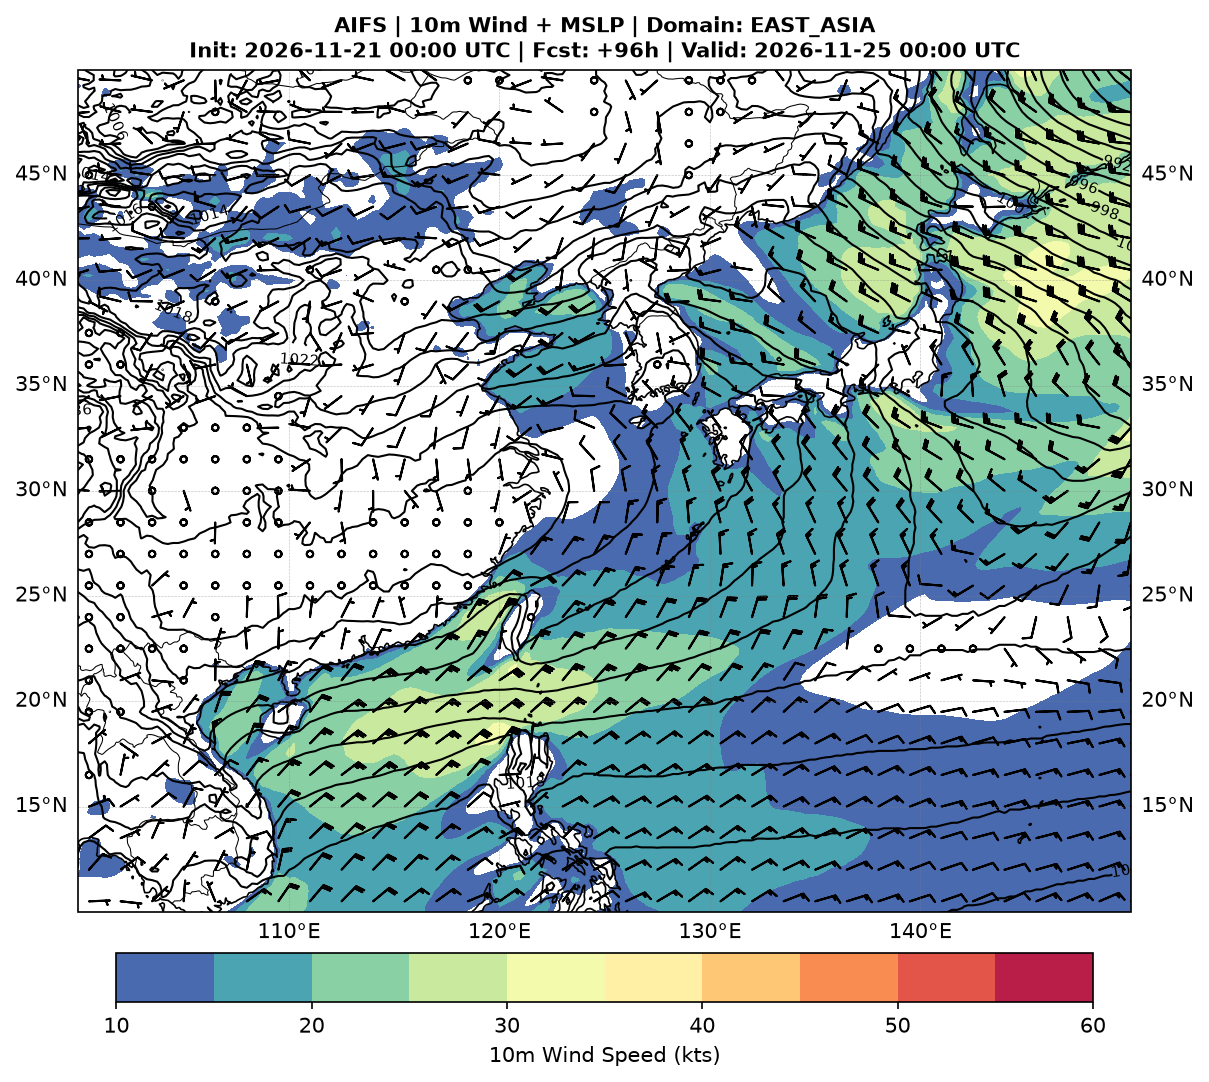 AIFS | 10m Wind + MSLP | Domain: EAST_ASIA
Init: 2026-11-21 00:00 UTC | Fcst: +96h | Valid: 2026-11-25 00:00 UTC
45°N 45°N
996
998
40°N 40°N
1018
1022
35°N 35°N
30°N 30°N
25°N 25°N
20°N 20°N
1018
15°N 15°N
110°E 120°E 130°E 140°E
10 20 30 40 50 60
10m Wind Speed (kts)